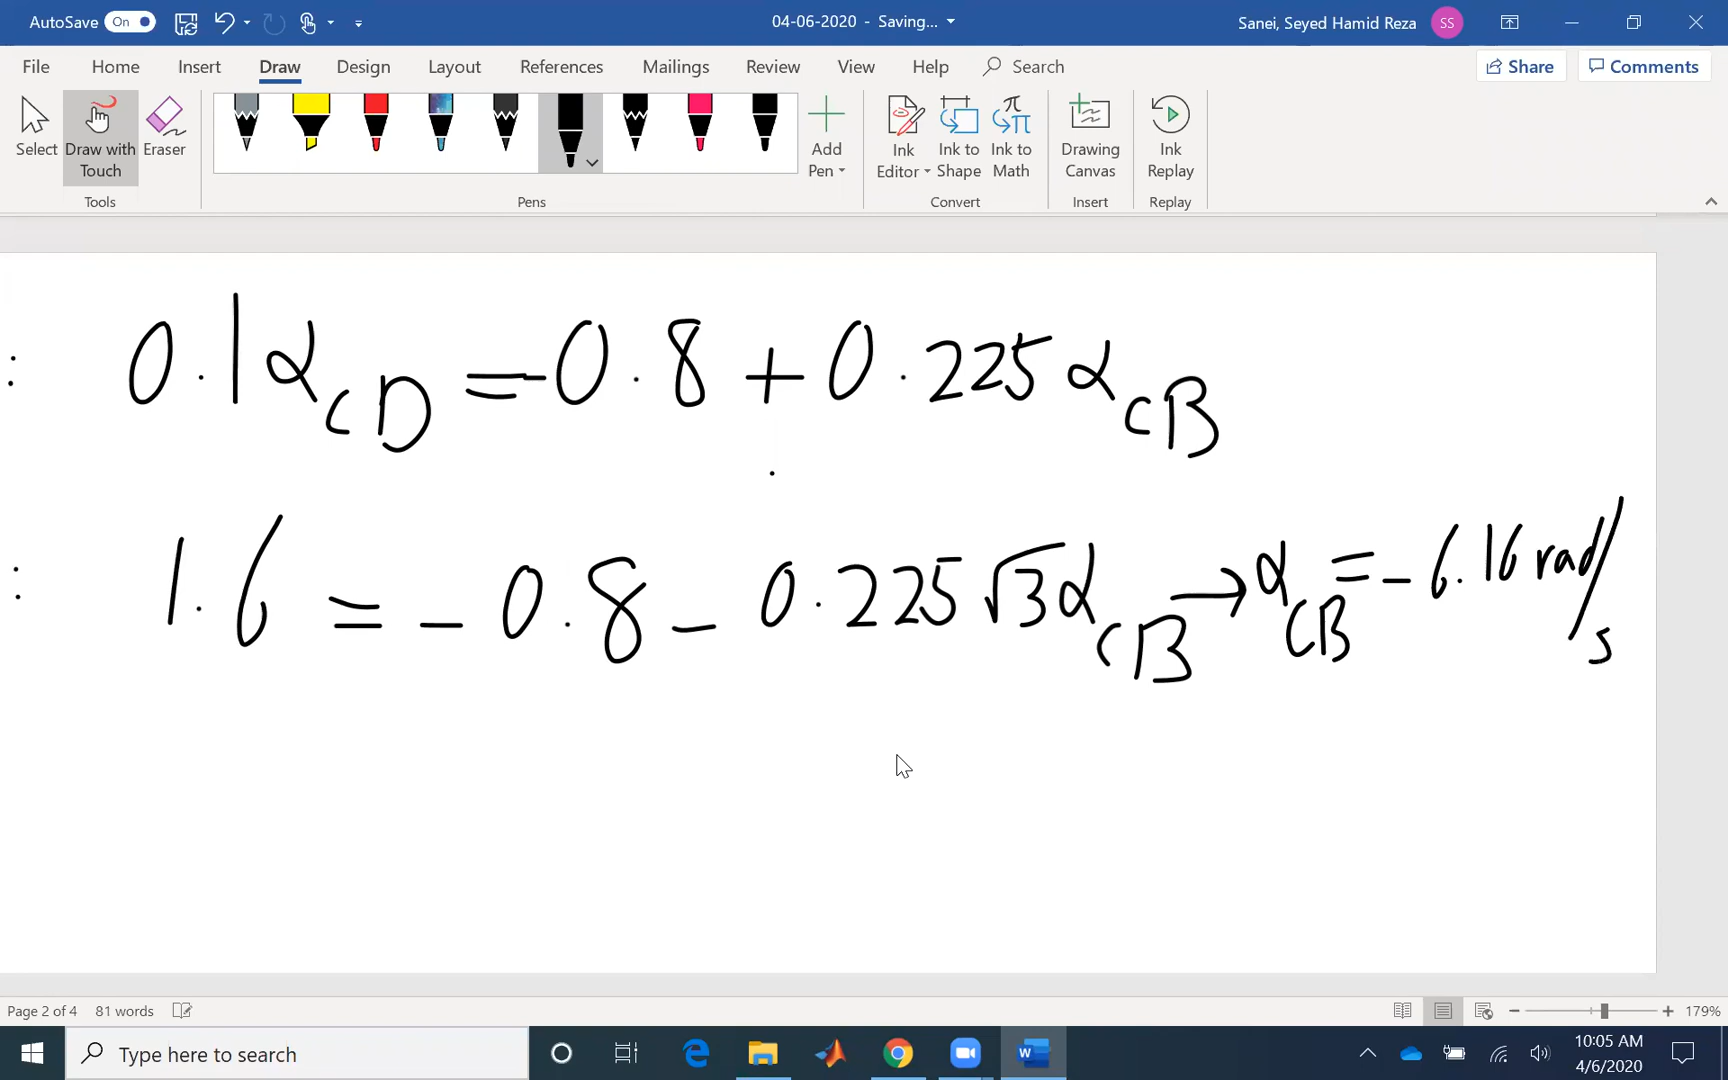 AutoSave On 04-06-2020 - Saving... Sanei, Seyed Hamid Reza SS
File Home Insert Draw Design Layout References Mailings Review View Help Search Share Comments
Select Draw with Touch Eraser Add Pen Ink Editor Ink to Shape Ink to Math Drawing Canvas Ink Replay
Tools Pens Convert Insert Replay
: 0.1α_CD = -0.8 + 0.225α_CB
: 1.6 = - 0.8 - 0.225√3α_CB → α_CB = - 6.16 rad/s
Page 2 of 4 81 words 179%
Type here to search 10:05 AM
4/6/2020